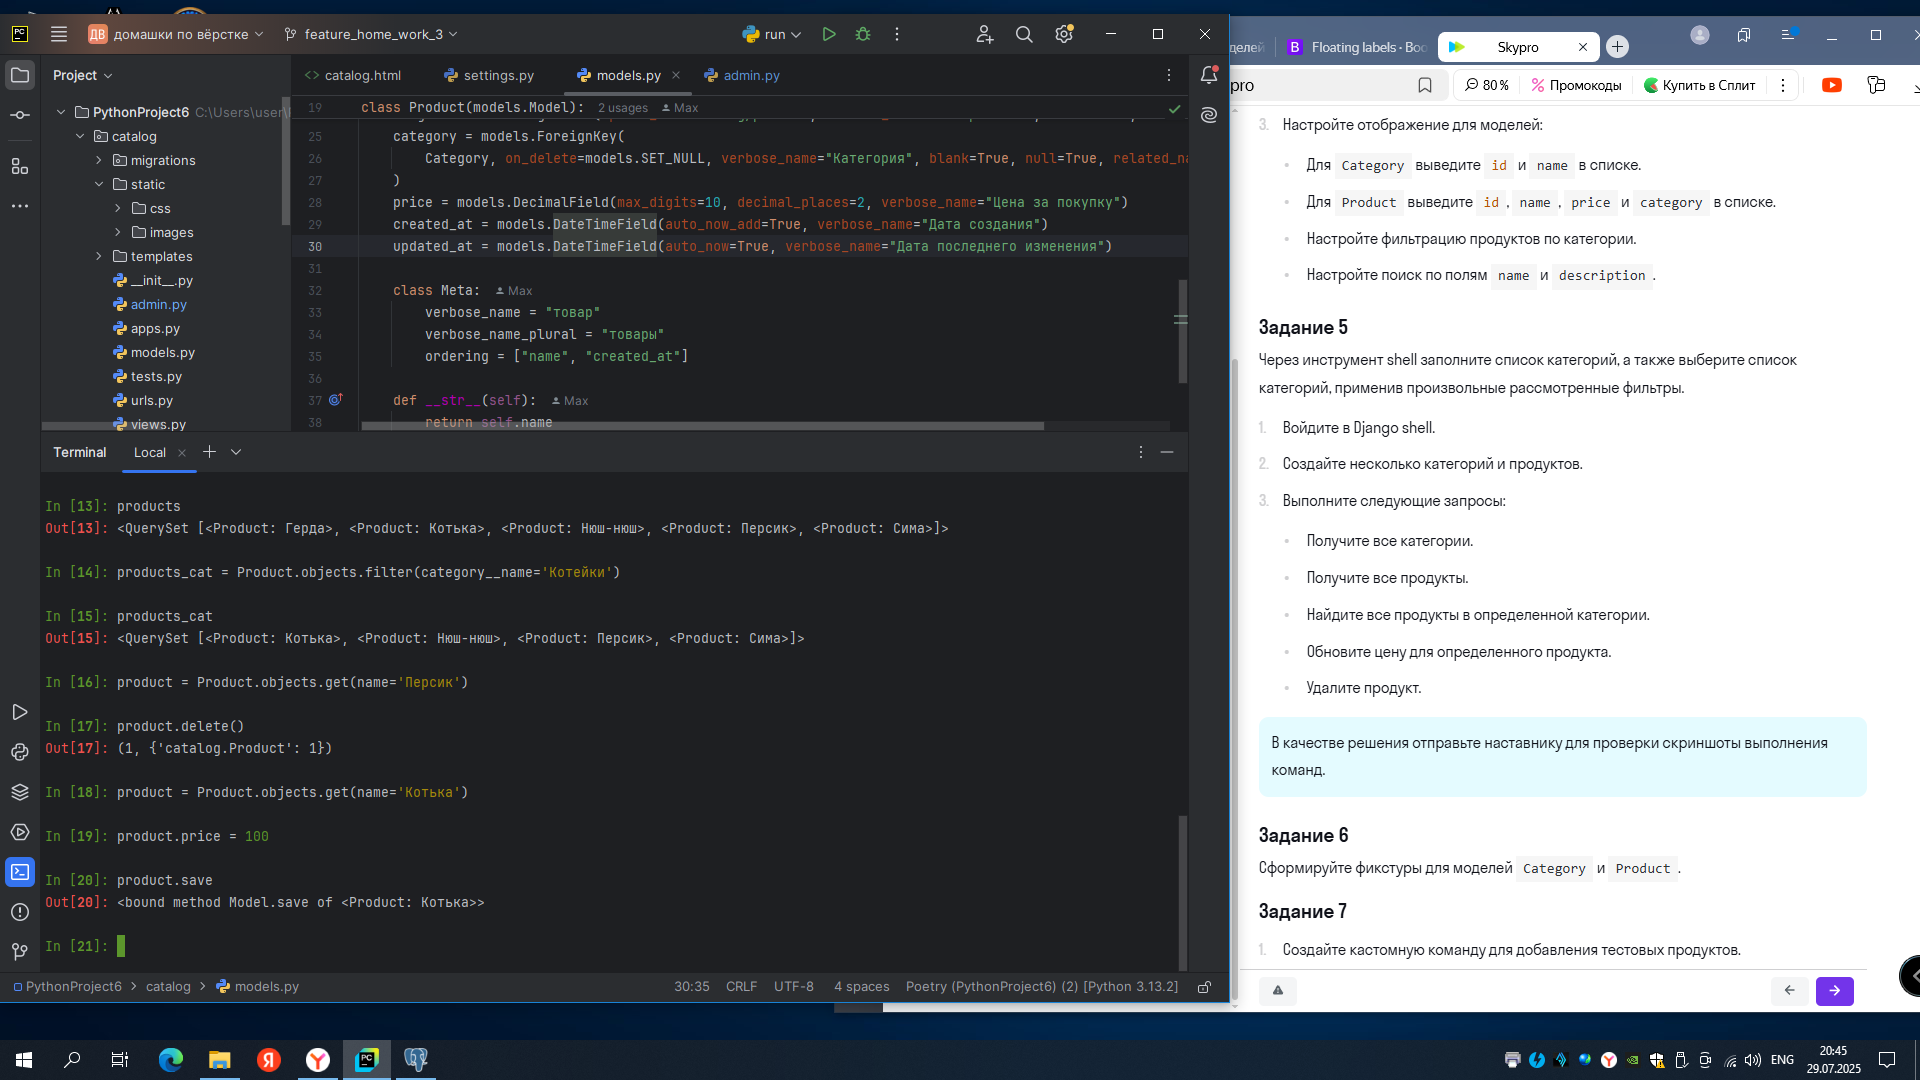 PC
ДВ домашки по вёрстке
feature_home_work_3
run
Project
PythonProject6 C:\Users\user\
catalog
migrations
static
css
images
templates
__init__.py
admin.py
apps.py
models.py
tests.py
urls.py
views.py
catalog.html settings.py models.py admin.py
19 class Product(models.Model): 2 usages Max
25 category = models.ForeignKey(
26 Category, on_delete=models.SET_NULL, verbose_name="Категория", blank=True, null=True, related_na
27 )
28 price = models.DecimalField(max_digits=10, decimal_places=2, verbose_name="Цена за покупку")
29 created_at = models.DateTimeField(auto_now_add=True, verbose_name="Дата создания")
30 updated_at = models.DateTimeField(auto_now=True, verbose_name="Дата последнего изменения")
31
32 class Meta: Max
33 verbose_name = "товар"
34 verbose_name_plural = "товары"
35 ordering = ["name", "created_at"]
36
37 def __str__(self): Max
38 return self.name
Terminal Local
In [13]: products
Out[13]: <QuerySet [<Product: Герда>, <Product: Котька>, <Product: Нюш-нюш>, <Product: Персик>, <Product: Сима>]>
In [14]: products_cat = Product.objects.filter(category__name='Котейки')
In [15]: products_cat
Out[15]: <QuerySet [<Product: Котька>, <Product: Нюш-нюш>, <Product: Персик>, <Product: Сима>]>
In [16]: product = Product.objects.get(name='Персик')
In [17]: product.delete()
Out[17]: (1, {'catalog.Product': 1})
In [18]: product = Product.objects.get(name='Котька')
In [19]: product.price = 100
In [20]: product.save
Out[20]: <bound method Model.save of <Product: Котька>>
In [21]:
PythonProject6 > catalog > models.py
30:35 CRLF UTF-8 4 spaces Poetry (PythonProject6) (2) [Python 3.13.2]
делей B Floating labels · Boo Skypro
pro 80 % Промокоды Купить в Сплит
3. Настройте отображение для моделей:
Для Category выведите id и name в списке.
Для Product выведите id, name, price и category в списке.
Настройте фильтрацию продуктов по категории.
Настройте поиск по полям name и description.
Задание 5
Через инструмент shell заполните список категорий, а также выберите список
категорий, применив произвольные рассмотренные фильтры.
1. Войдите в Django shell.
2. Создайте несколько категорий и продуктов.
3. Выполните следующие запросы:
Получите все категории.
Получите все продукты.
Найдите все продукты в определенной категории.
Обновите цену для определенного продукта.
Удалите продукт.
В качестве решения отправьте наставнику для проверки скриншоты выполнения
команд.
Задание 6
Сформируйте фикстуры для моделей Category и Product.
Задание 7
1. Создайте кастомную команду для добавления тестовых продуктов.
ENG
20:45
29.07.2025